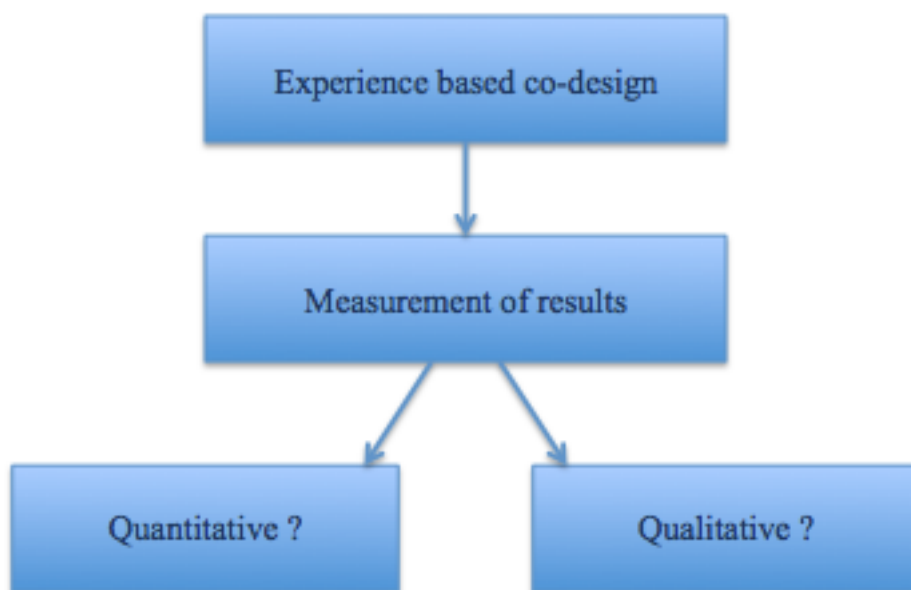 Experience based co-design
Measurement of results
Quantitative ?
Qualitative ?